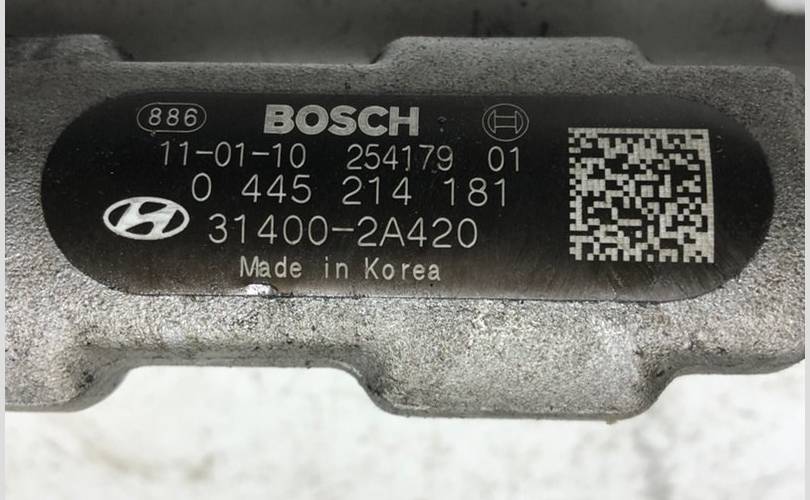 886 BOSCH
11-01-10 254179 01
0 445 214 181
31400-2A420
Made in Korea